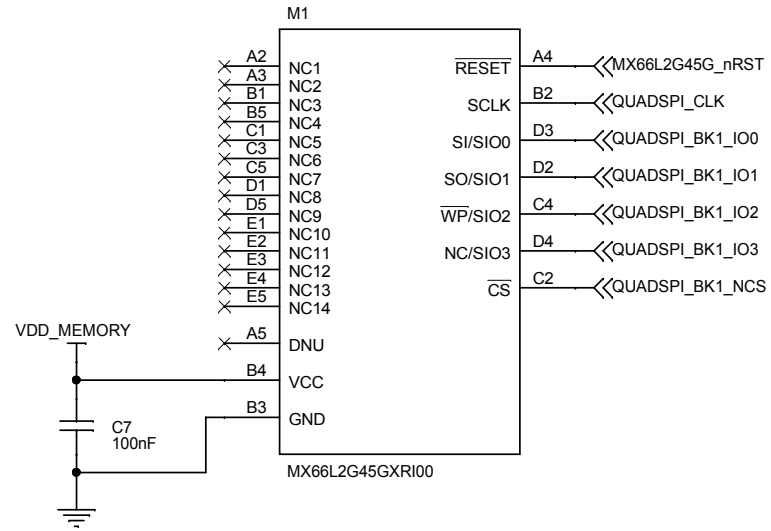 M1
A2 NC1
A3 NC2
B1 NC3
B5 NC4
C1 NC5
C3 NC6
C5 NC7
D1 NC8
D5 NC9
E1 NC10
E2 NC11
E3 NC12
E4 NC13
E5 NC14
A5 DNU
B4 VCC
B3 GND
RESET A4 MX66L2G45G_nRST
SCLK B2 QUADSPI_CLK
SI/SIO0 D3 QUADSPI_BK1_IO0
SO/SIO1 D2 QUADSPI_BK1_IO1
WP/SIO2 C4 QUADSPI_BK1_IO2
NC/SIO3 D4 QUADSPI_BK1_IO3
CS C2 QUADSPI_BK1_NCS
VDD_MEMORY
C7
100nF
MX66L2G45GXRI00